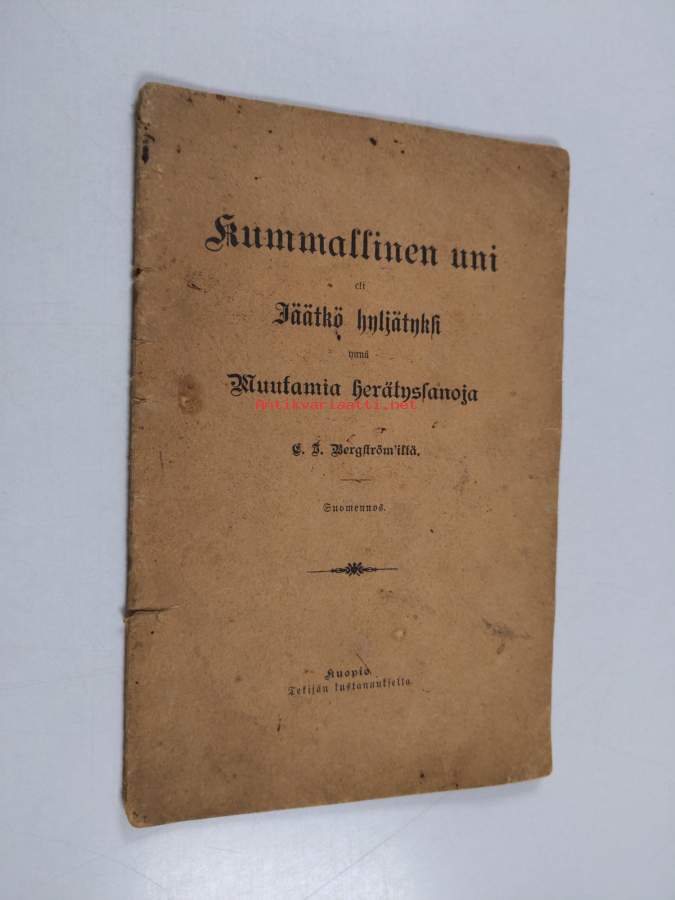 Kummallinen uni
eli
Jäätkö hyljätyksi
ynnä
Muutamia herätyssanoja
Antikvariaatti.net
C. J. Bergström'iltä.
Suomennos.
Kuopio.
Tekijän kustannuksella.